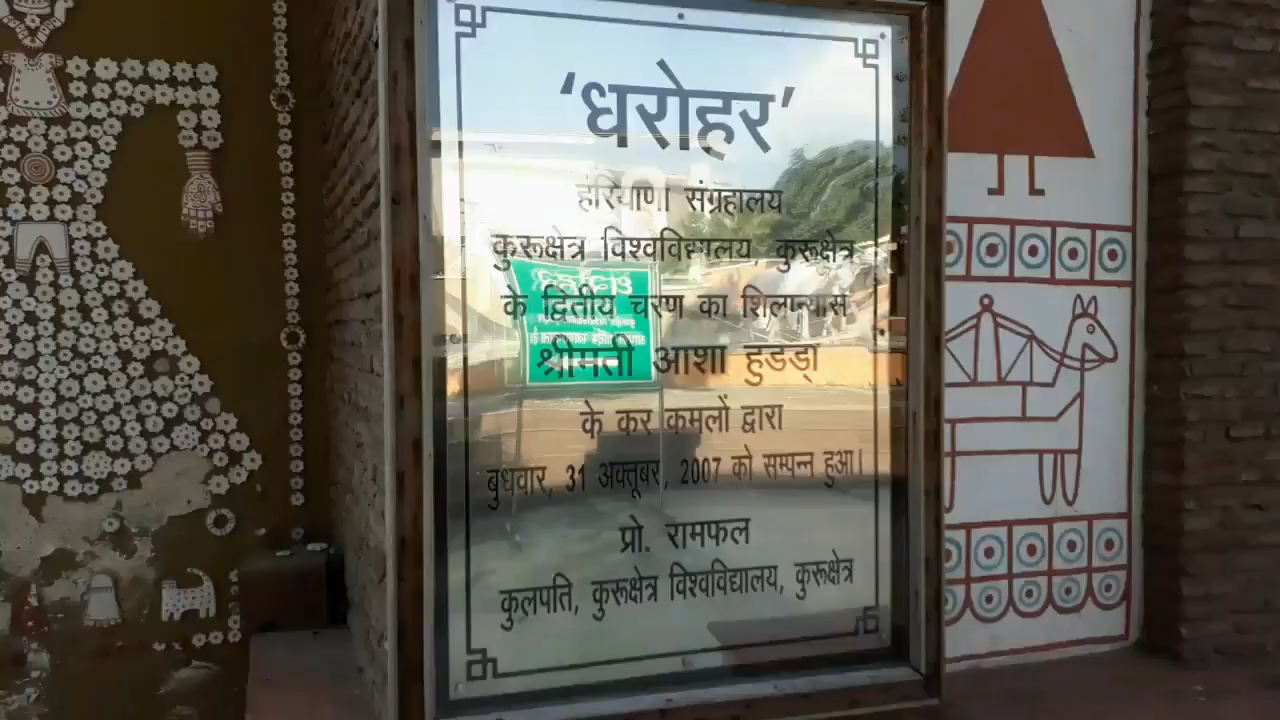 ‘धरोहर’
हरियाणा संग्रहालय
कुरूक्षेत्र विश्वविद्यालय, कुरूक्षेत्र
के द्वितीय चरण का शिलान्यास
श्रीमती आशा हुडडा
के कर कमलों द्वारा
बुधवार, 31 अक्तूबर, 2007 को सम्पन्न हुआ।
प्रो. रामफल
कुलपति, कुरूक्षेत्र विश्वविद्यालय, कुरूक्षेत्र